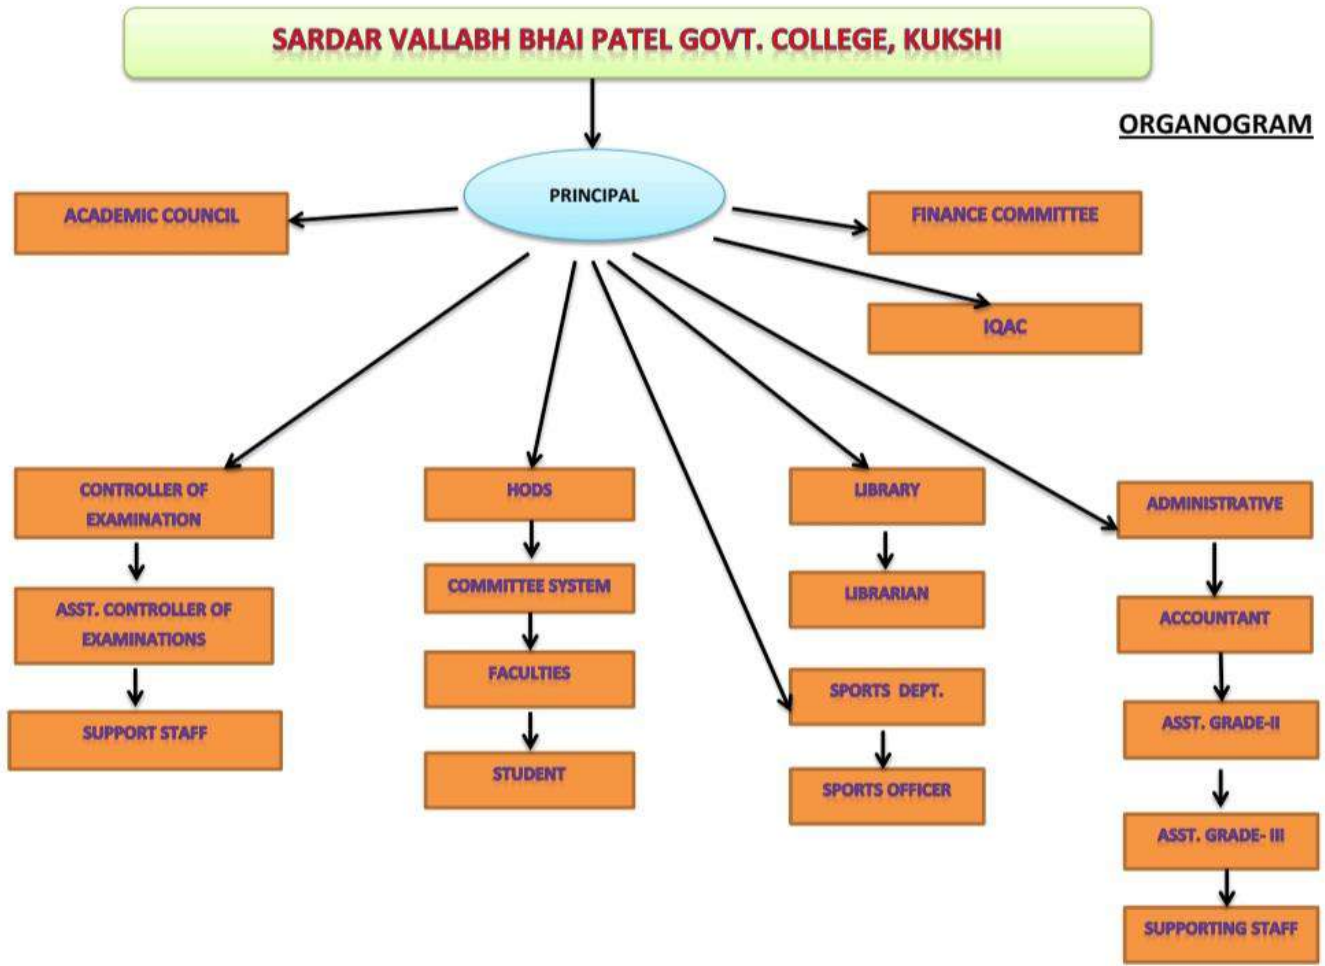 SARDAR VALLABH BHAI PATEL GOVT. COLLEGE, KUKSHI
ORGANOGRAM
PRINCIPAL
ACADEMIC COUNCIL
FINANCE COMMITTEE
IQAC
CONTROLLER OF
EXAMINATION
ASST. CONTROLLER OF
EXAMINATIONS
SUPPORT STAFF
HODS
COMMITTEE SYSTEM
FACULTIES
STUDENT
LIBRARY
LIBRARIAN
SPORTS DEPT.
SPORTS OFFICER
ADMINISTRATIVE
ACCOUNTANT
ASST. GRADE-II
ASST. GRADE- III
SUPPORTING STAFF